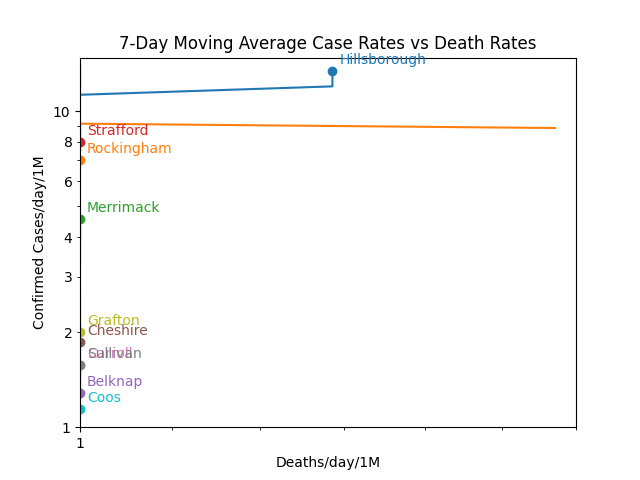 7-Day Moving Average Case Rates vs Death Rates
Hillsborough
10
Strafford
8
Rockingham
6
Merrimack
4
3
Grafton
2
Cheshire
Sullivan
Belknap
Coos
1
1
Confirmed Cases/day/1M
Deaths/day/1M